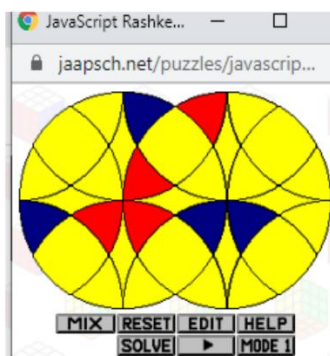 JavaScript Rashke...
jaapsch.net/puzzles/javascrip...
MIX RESET EDIT HELP
SOLVE MODE 1